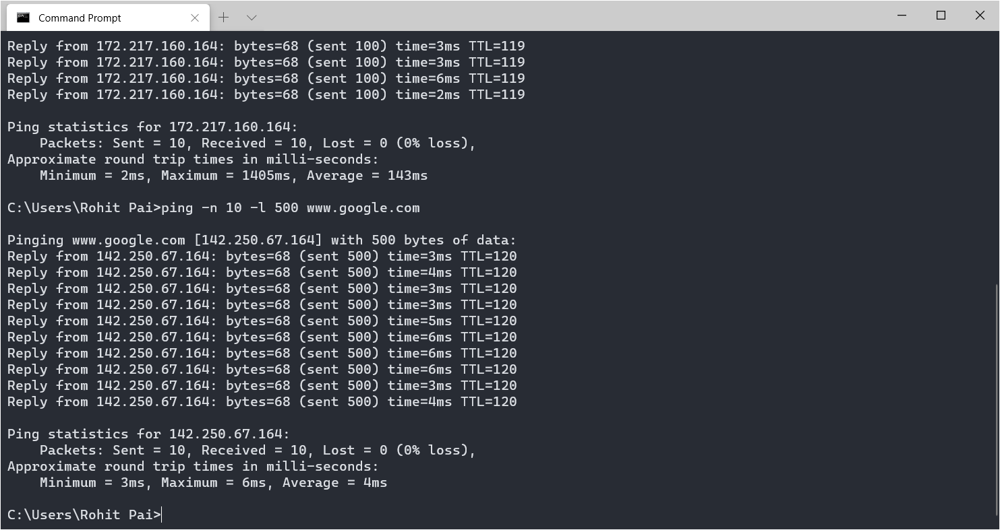 Command Prompt
Reply from 172.217.160.164: bytes=68 (sent 100) time=3ms TTL=119
Reply from 172.217.160.164: bytes=68 (sent 100) time=3ms TTL=119
Reply from 172.217.160.164: bytes=68 (sent 100) time=6ms TTL=119
Reply from 172.217.160.164: bytes=68 (sent 100) time=2ms TTL=119
Ping statistics for 172.217.160.164:
    Packets: Sent = 10, Received = 10, Lost = 0 (0% loss),
Approximate round trip times in milli-seconds:
    Minimum = 2ms, Maximum = 1405ms, Average = 143ms
C:\Users\Rohit Pai>ping -n 10 -l 500 www.google.com
Pinging www.google.com [142.250.67.164] with 500 bytes of data:
Reply from 142.250.67.164: bytes=68 (sent 500) time=3ms TTL=120
Reply from 142.250.67.164: bytes=68 (sent 500) time=4ms TTL=120
Reply from 142.250.67.164: bytes=68 (sent 500) time=3ms TTL=120
Reply from 142.250.67.164: bytes=68 (sent 500) time=3ms TTL=120
Reply from 142.250.67.164: bytes=68 (sent 500) time=5ms TTL=120
Reply from 142.250.67.164: bytes=68 (sent 500) time=6ms TTL=120
Reply from 142.250.67.164: bytes=68 (sent 500) time=6ms TTL=120
Reply from 142.250.67.164: bytes=68 (sent 500) time=6ms TTL=120
Reply from 142.250.67.164: bytes=68 (sent 500) time=3ms TTL=120
Reply from 142.250.67.164: bytes=68 (sent 500) time=4ms TTL=120
Ping statistics for 142.250.67.164:
    Packets: Sent = 10, Received = 10, Lost = 0 (0% loss),
Approximate round trip times in milli-seconds:
    Minimum = 3ms, Maximum = 6ms, Average = 4ms
C:\Users\Rohit Pai>